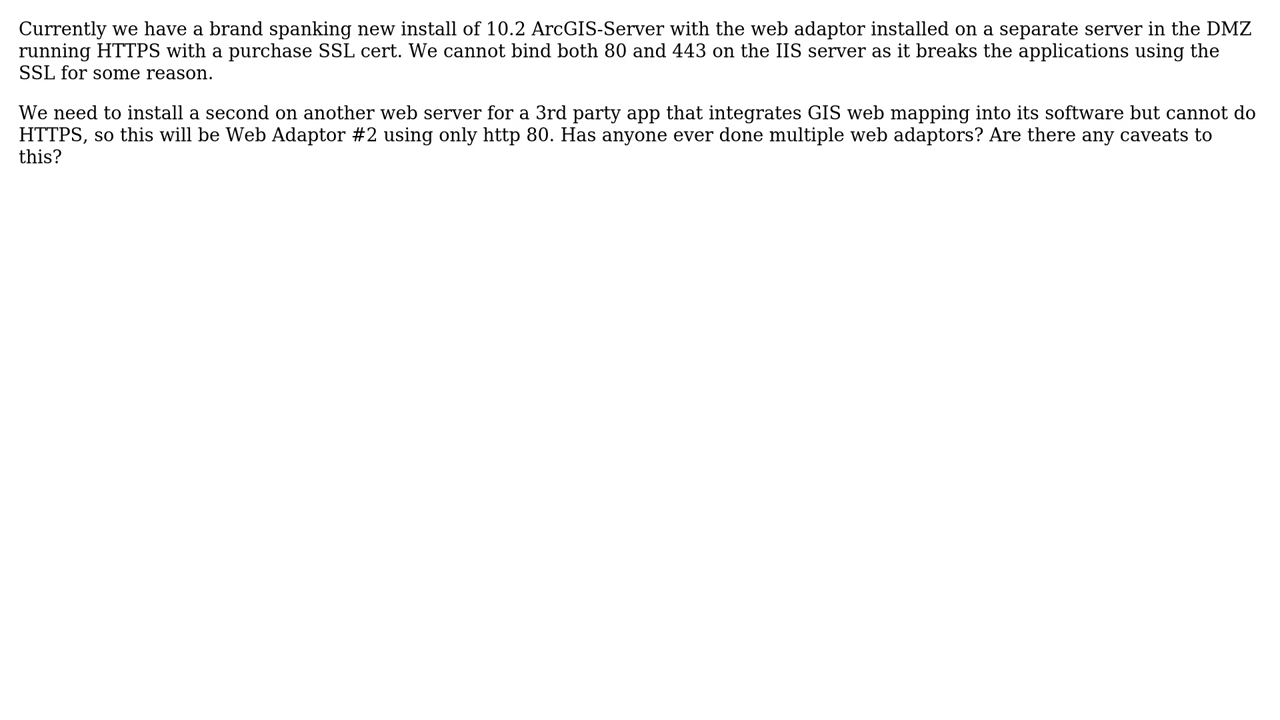 Currently we have a brand spanking new install of 10.2 ArcGIS-Server with the web adaptor installed on a separate server in the DMZ
running HTTPS with a purchase SSL cert. We cannot bind both 80 and 443 on the IIS server as it breaks the applications using the
SSL for some reason.
We need to install a second on another web server for a 3rd party app that integrates GIS web mapping into its software but cannot do
HTTPS, so this will be Web Adaptor #2 using only http 80. Has anyone ever done multiple web adaptors? Are there any caveats to
this?